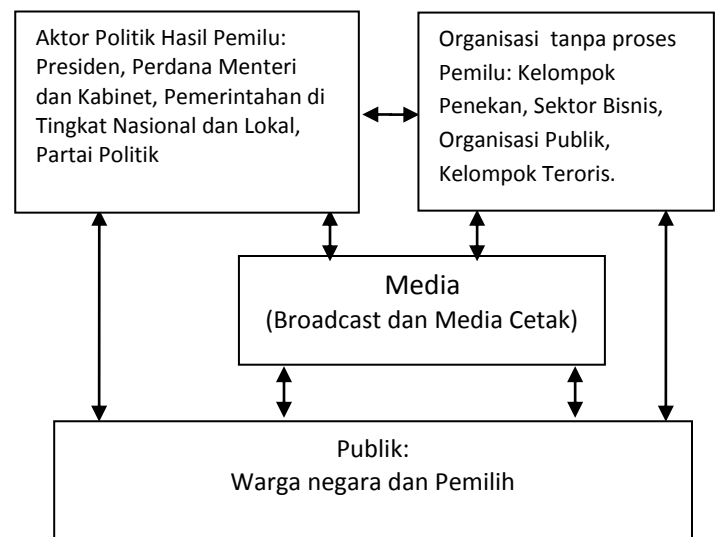 Aktor Politik Hasil Pemilu:
Presiden, Perdana Menteri
dan Kabinet, Pemerintahan di
Tingkat Nasional dan Lokal,
Partai Politik
Organisasi tanpa proses
Pemilu: Kelompok
Penekan, Sektor Bisnis,
Organisasi Publik,
Kelompok Teroris.
Media
(Broadcast dan Media Cetak)
Publik:
Warga negara dan Pemilih